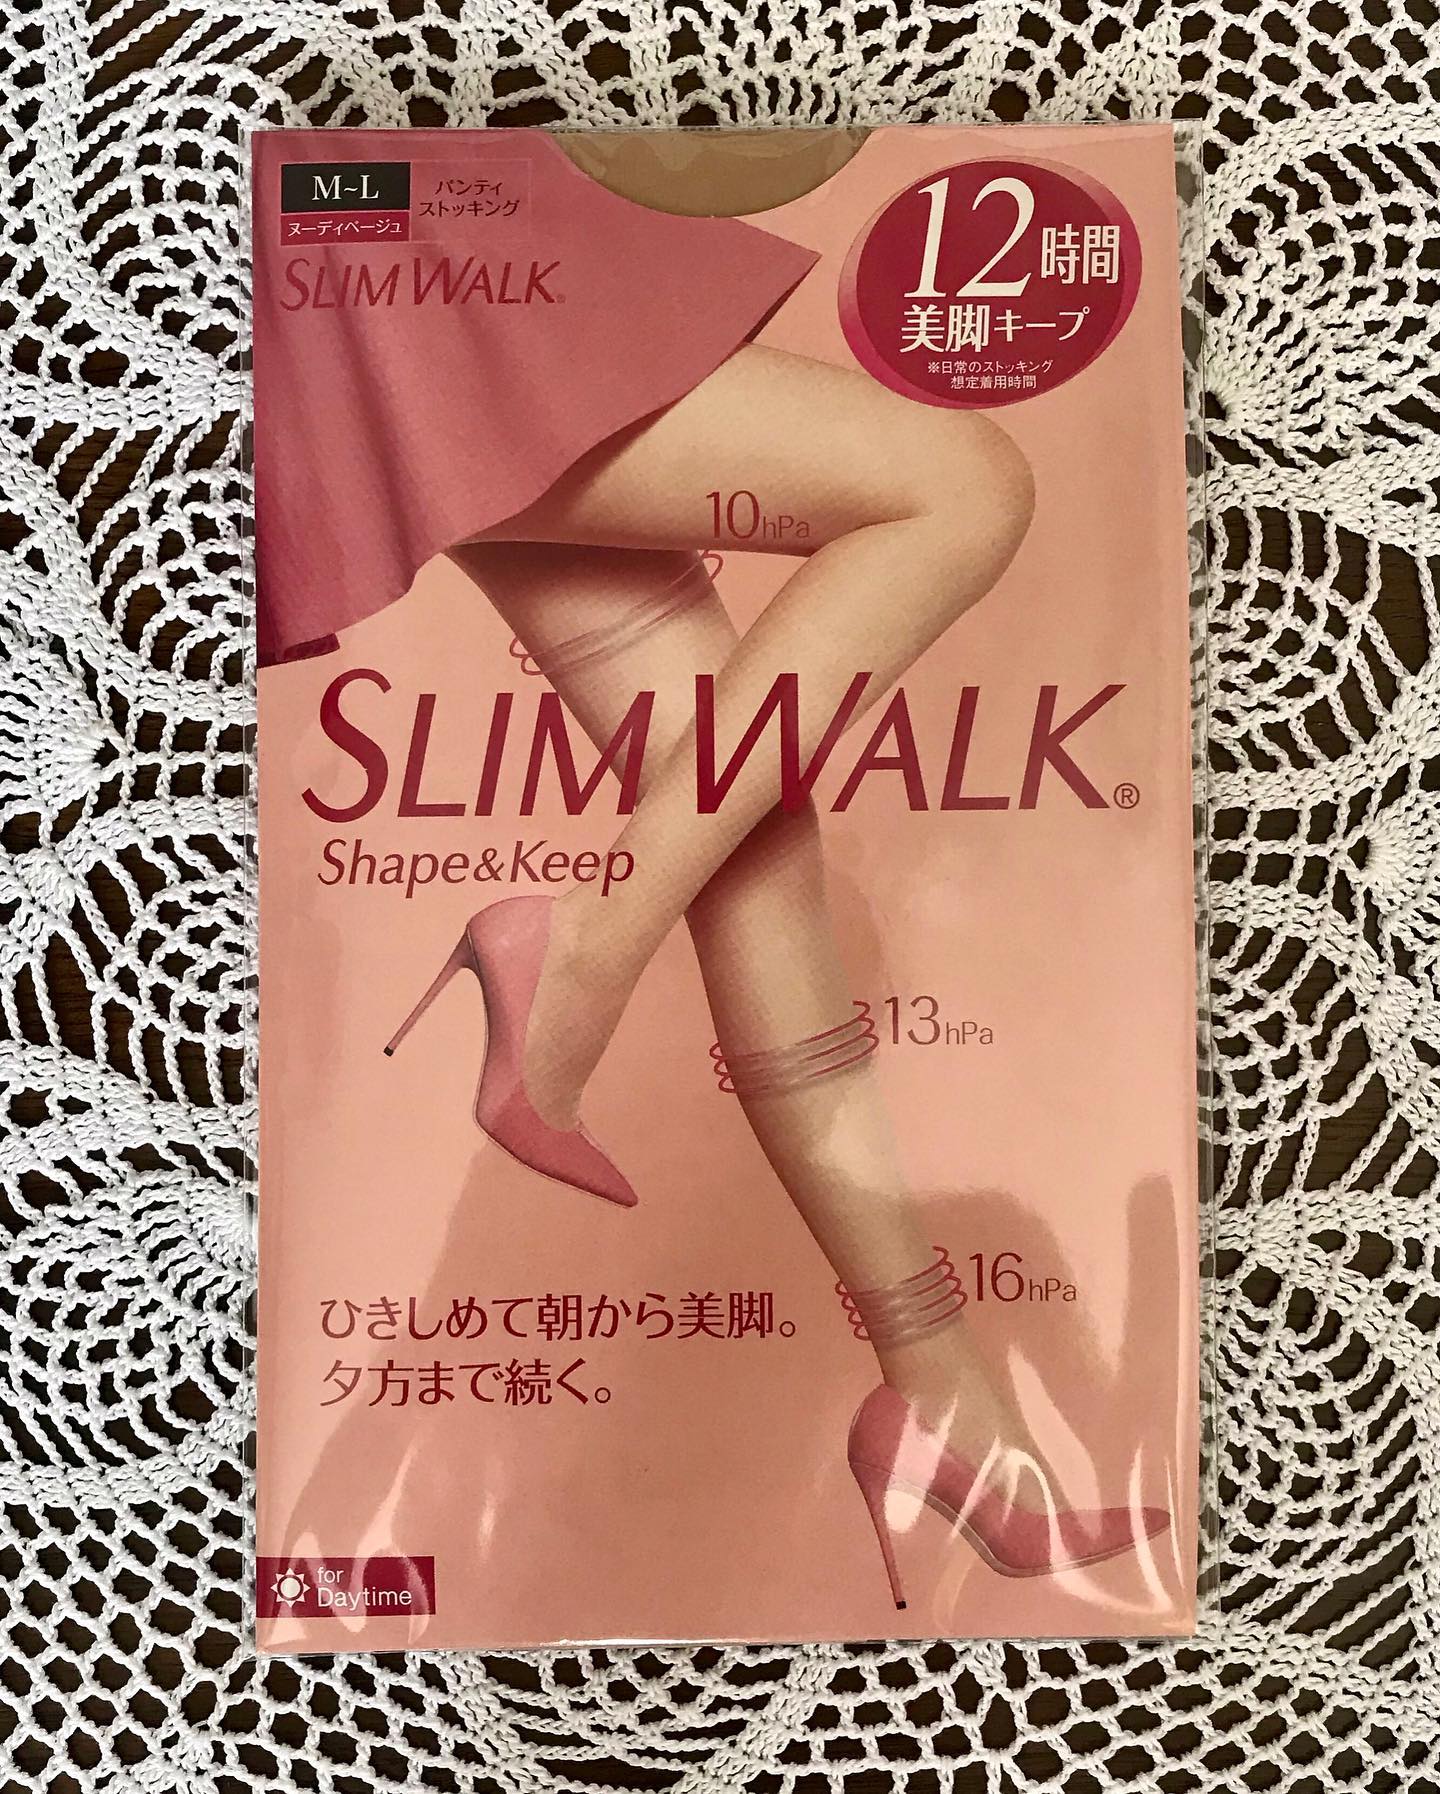 M~L
ヌーディベージュ
パンティ
ストッキング
SLIM WALK®
12時間
美脚キープ
※日常のストッキング
想定着用時間
10hPa
SLIM WALK®
Shape&Keep
13hPa
16hPa
ひきしめて朝から美脚。
夕方まで続く。
for
Daytime